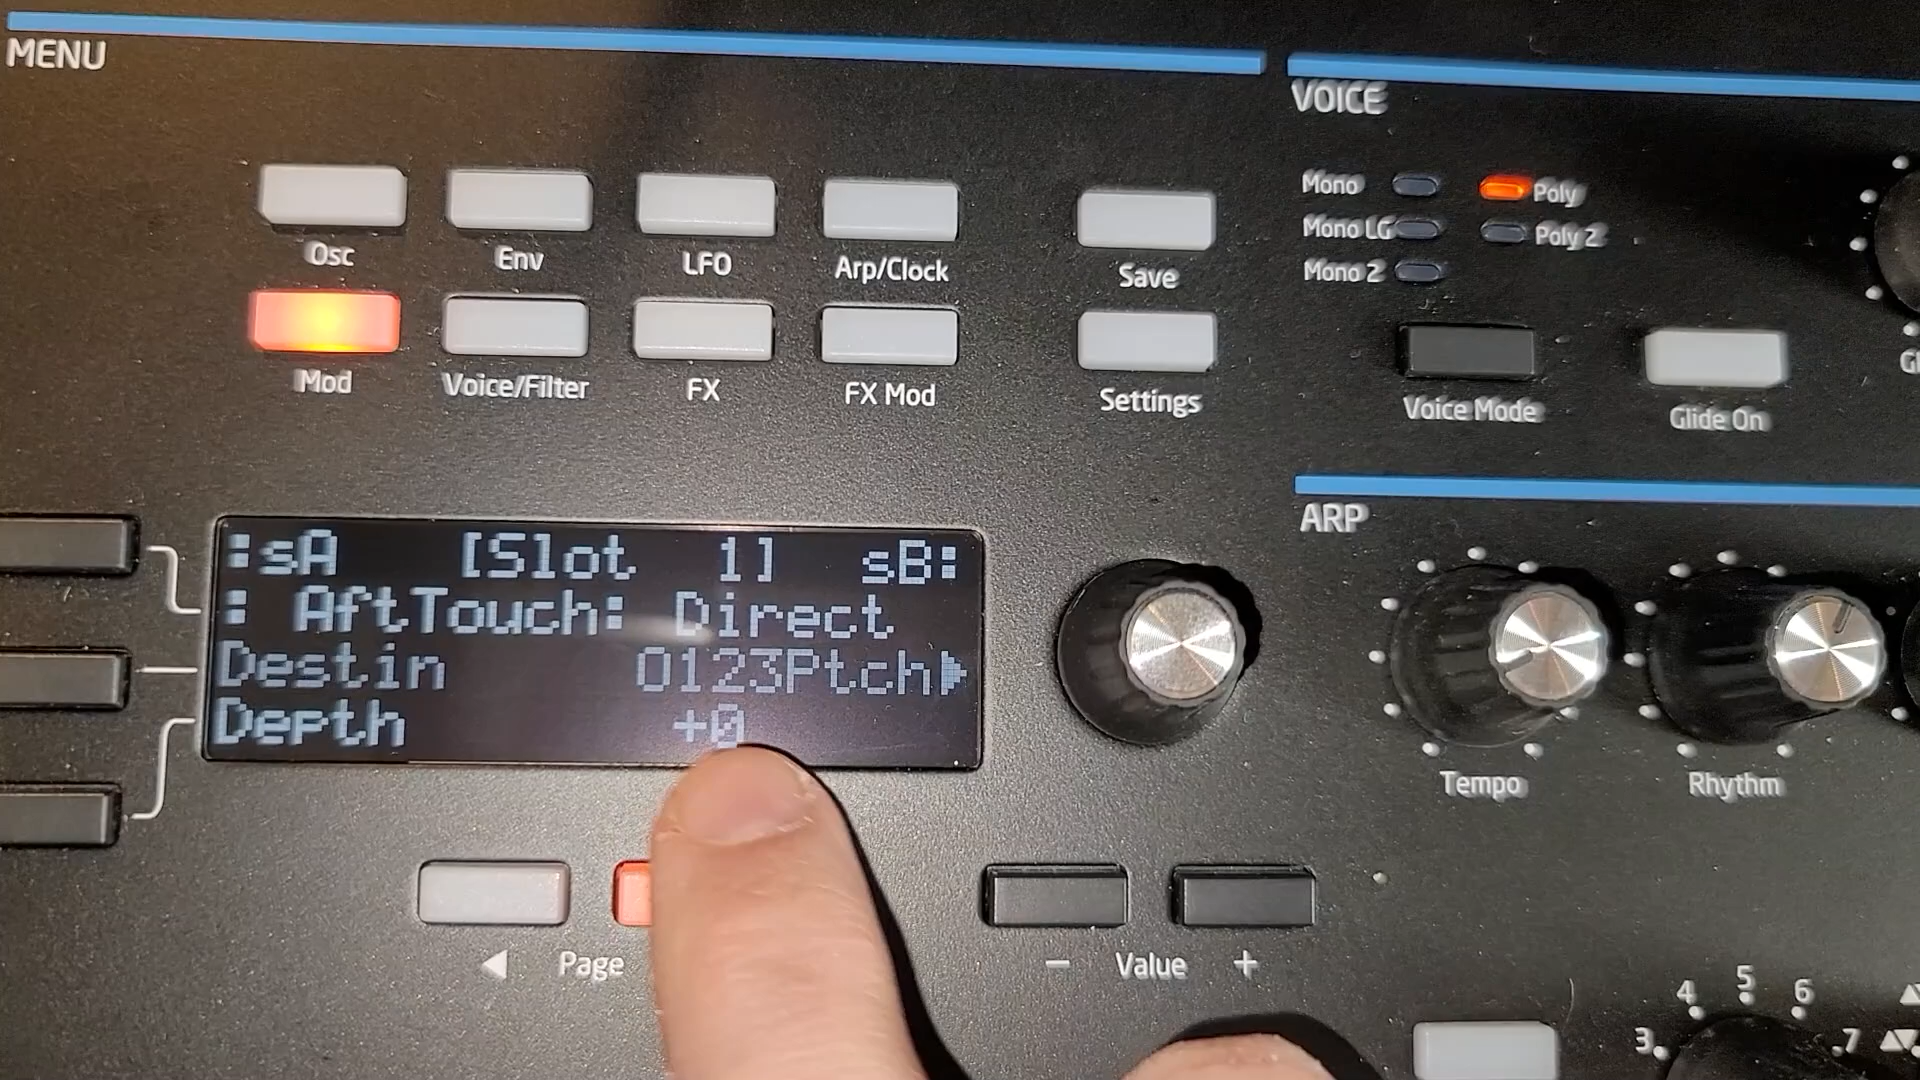 MENU
VOICE
Mono
Poly
Mono LG
Poly 2
Mono 2
Osc
Env
LFO
Arp/Clock
Save
Mod
Voice/Filter
FX
FX Mod
Settings
Voice Mode
Glide On
ARP
:sA [Slot 1] sB:
: AftTouch: Direct
Destin O123Ptch▶
Depth +0
Tempo
Rhythm
◀ Page
− Value +
3 4 5 6 7